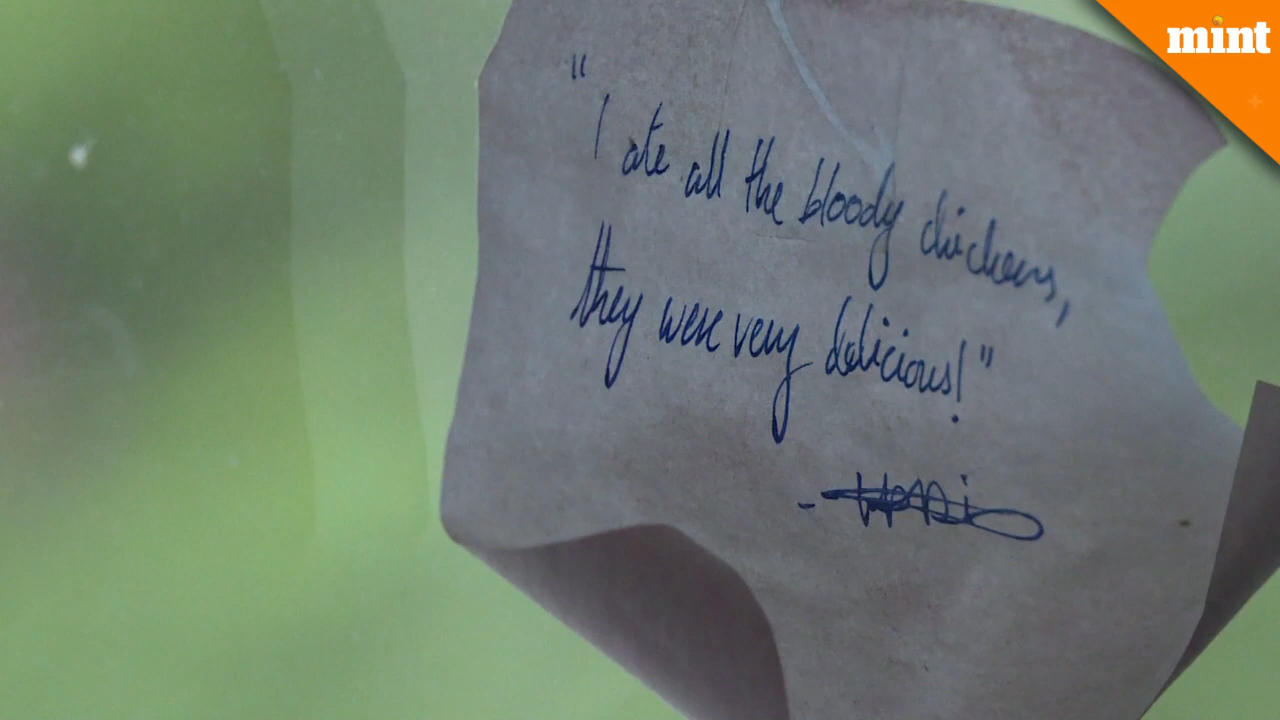 mint
"
I ate all the bloody chickens,
they were very delicious!"
-